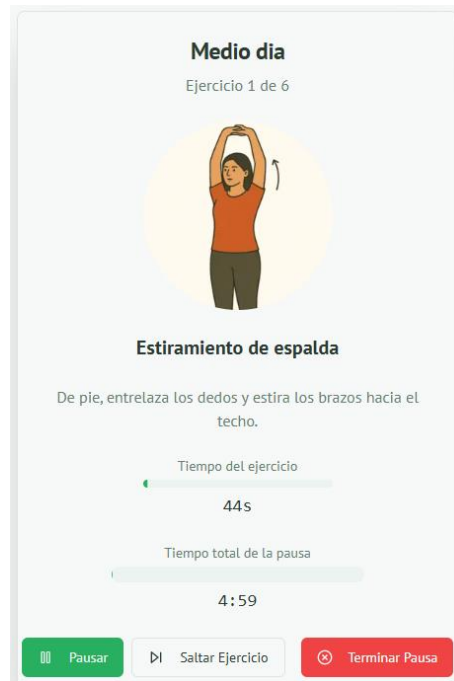 Medio dia
Ejercicio 1 de 6
Estiramiento de espalda
De pie, entrelaza los dedos y estira los brazos hacia el
techo.
Tiempo del ejercicio
44s
Tiempo total de la pausa
4:59
Pausar
Saltar Ejercicio
Terminar Pausa